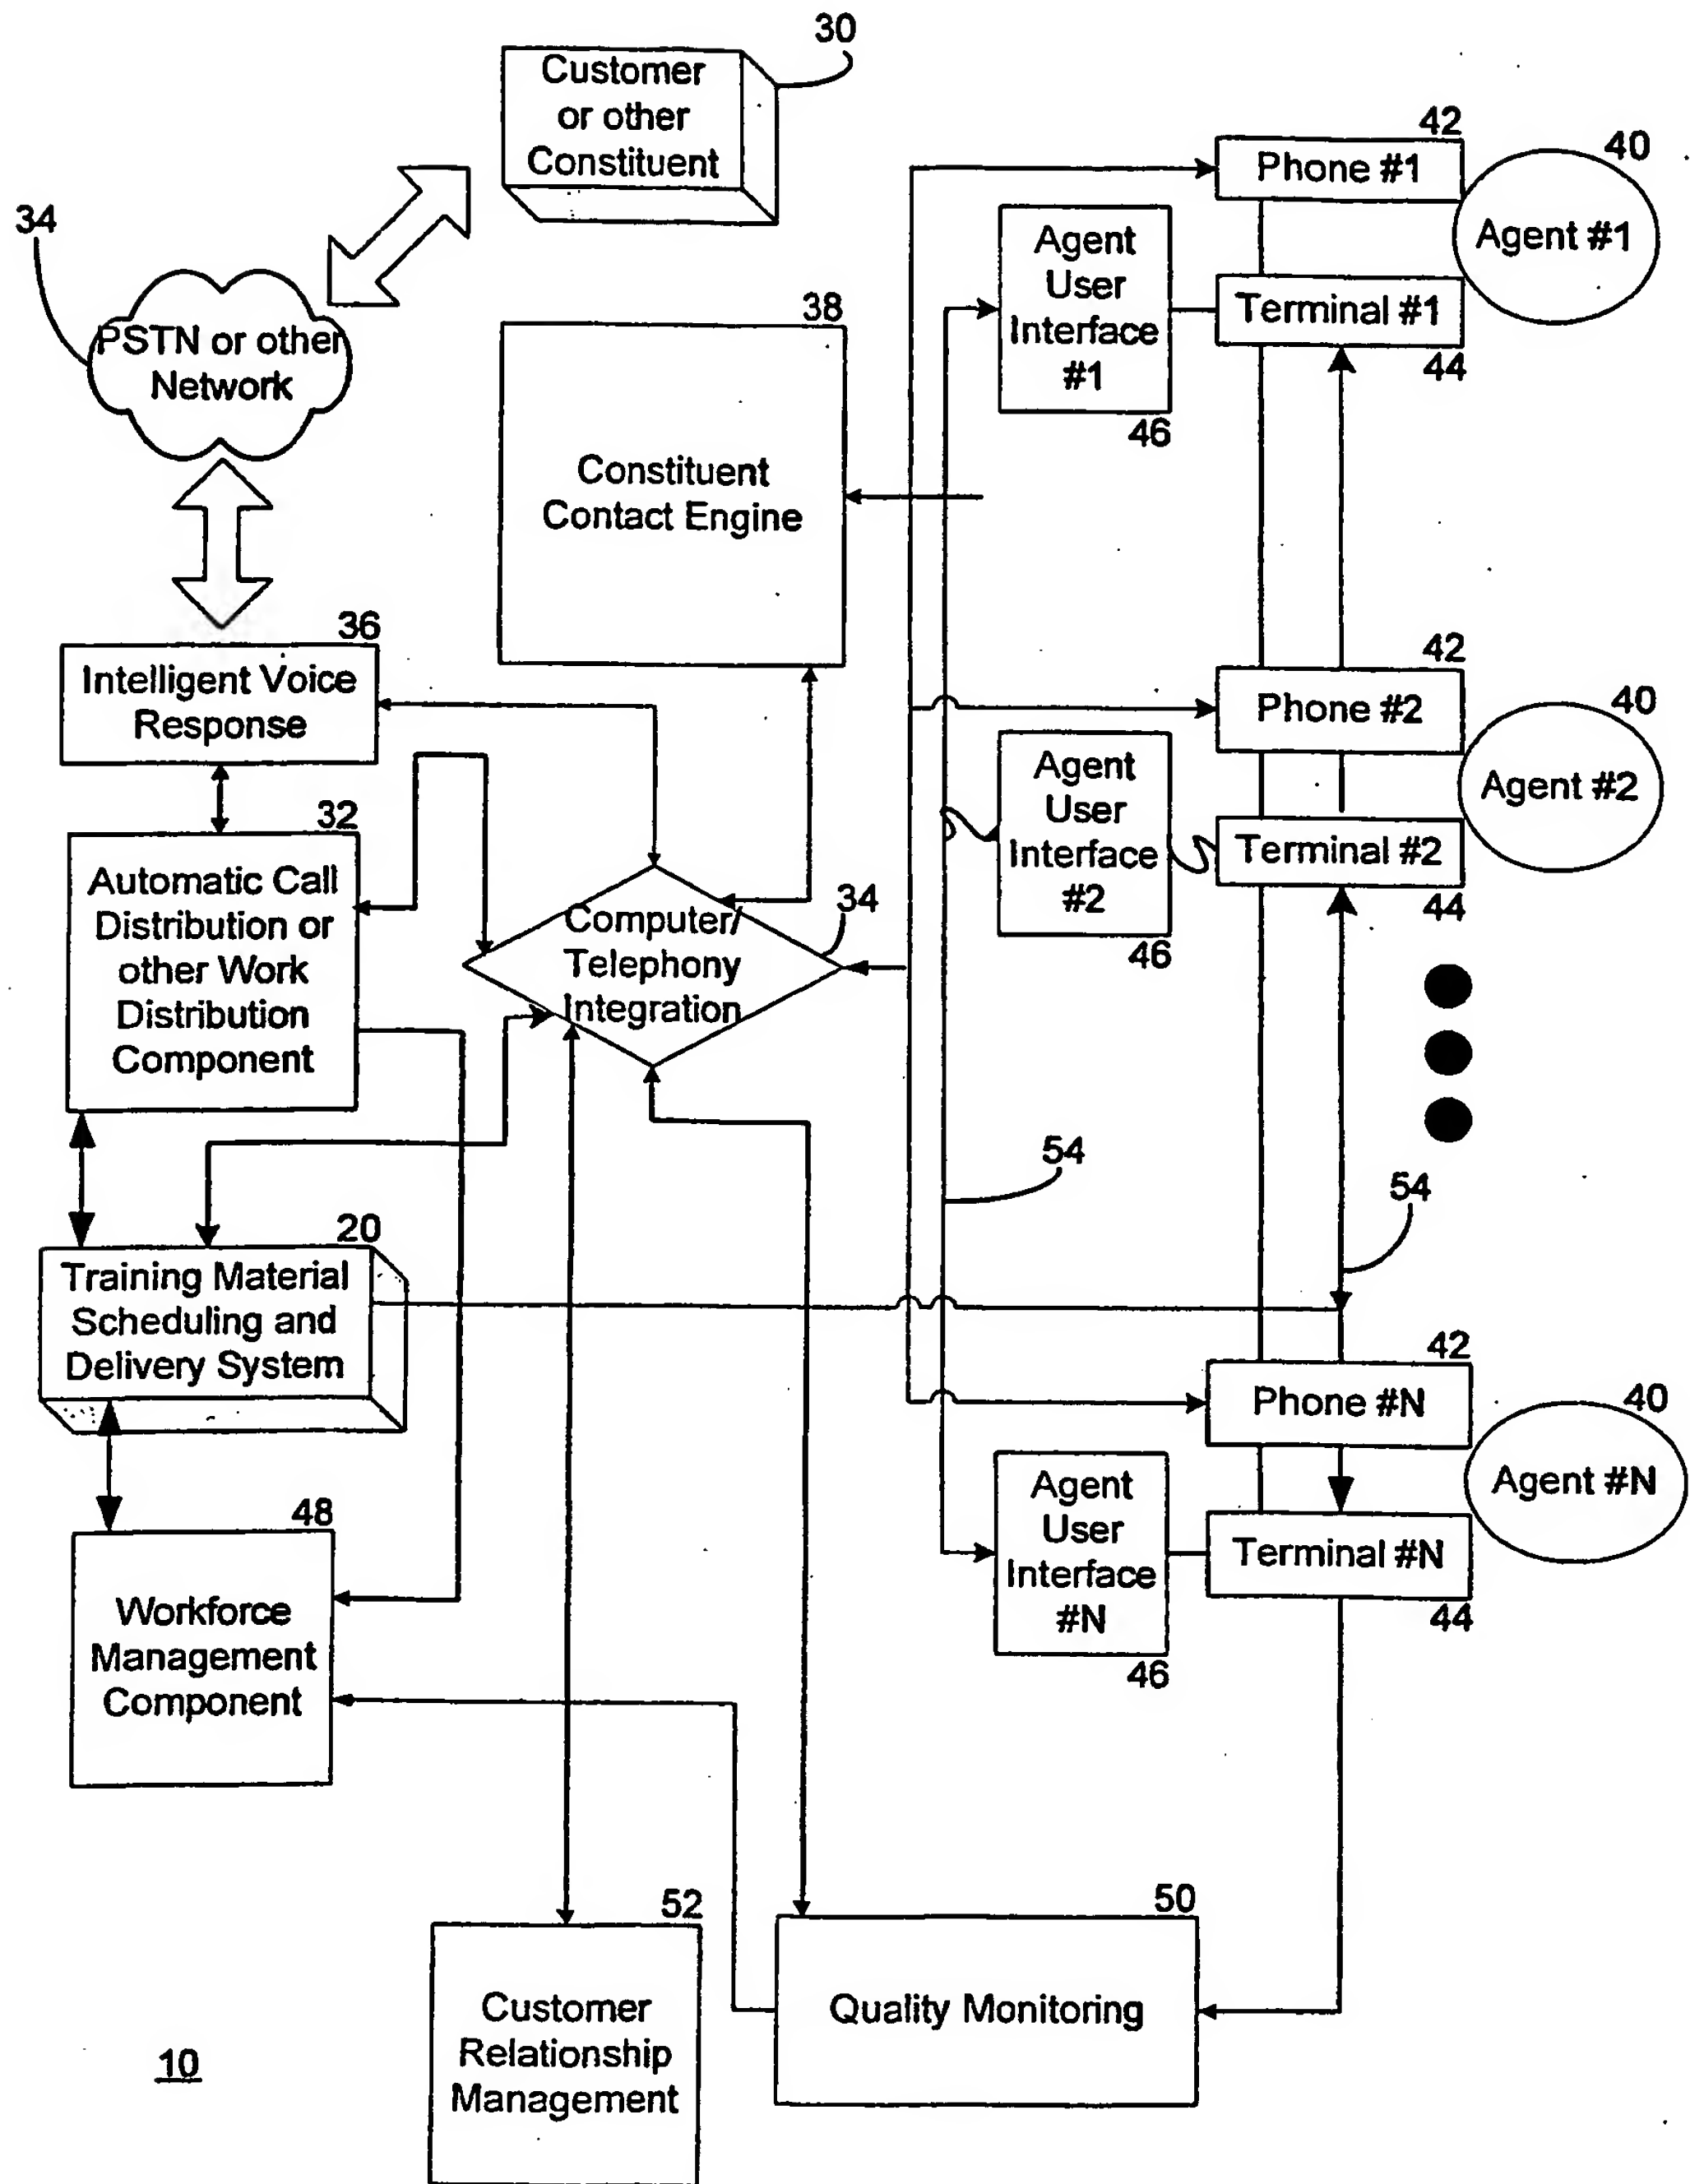 30
Customer
or other
Constituent
34
PSTN or other
Network
38
Constituent
Contact Engine
42
Phone #1
40
Agent #1
Agent
User
Interface
#1
46
Terminal #1
44
36
Intelligent Voice
Response
32
Automatic Call
Distribution or
other Work
Distribution
Component
Computer/
Telephony
Integration
34
42
Phone #2
40
Agent #2
Agent
User
Interface
#2
46
Terminal #2
44
54
54
20
Training Material
Scheduling and
Delivery System
42
Phone #N
40
Agent #N
Agent
User
Interface
#N
46
Terminal #N
44
48
Workforce
Management
Component
52
Customer
Relationship
Management
50
Quality Monitoring
10